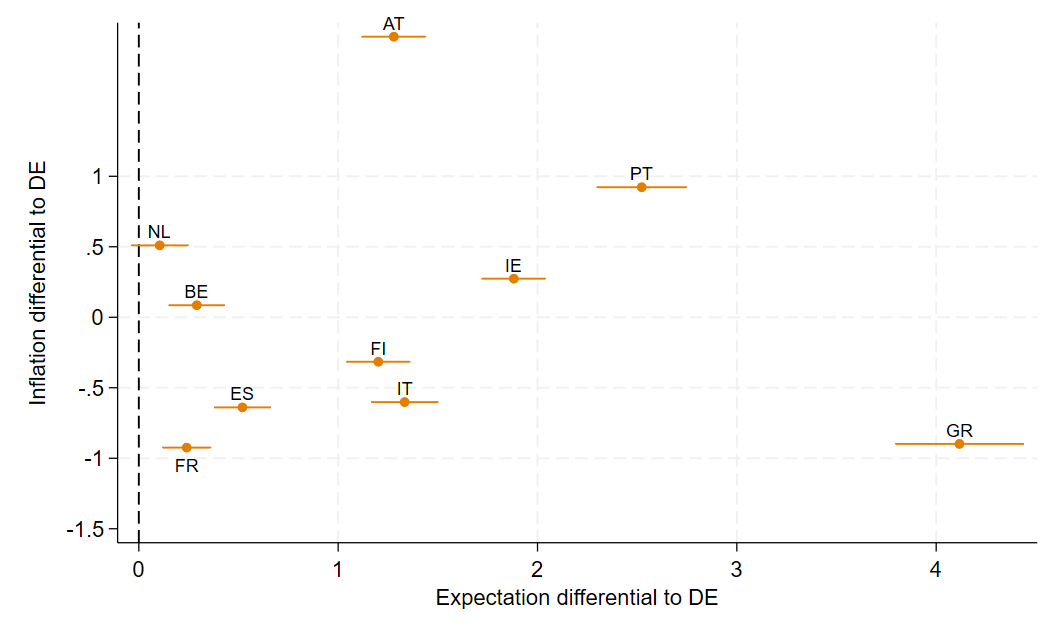 AT
PT
1
NL
.5
IE
BE
0
FI
IT
-.5
ES
GR
-1
FR
-1.5
Inflation differential to DE
0 1 2 3 4
Expectation differential to DE